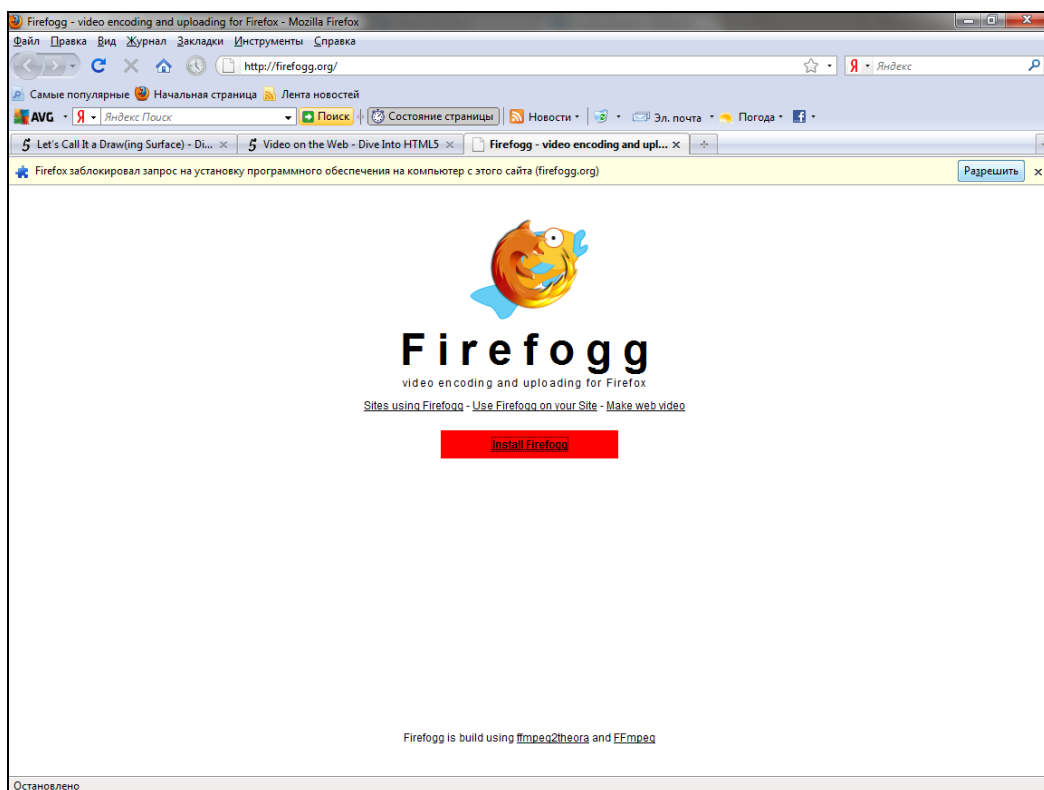 Firefogg - video encoding and uploading for Firefox - Mozilla Firefox
Файл Правка Вид Журнал Закладки Инструменты Справка
http://firefogg.org/ Я Яндекс
Самые популярные Начальная страница Лента новостей
AVG Я Яндекс Поиск Поиск Состояние страницы Новости Эл. почта Погода f
5 Let's Call It a Draw(ing Surface) - Di... 5 Video on the Web - Dive Into HTML5 Firefogg - video encoding and upl...
Firefox заблокировал запрос на установку программного обеспечения на компьютер с этого сайта (firefogg.org) Разрешить
Firefogg
video encoding and uploading for Firefox
Sites using Firefogg - Use Firefogg on your Site - Make web video
Install Firefogg
Firefogg is build using ffmpeg2theora and FFmpeg
Остановлено